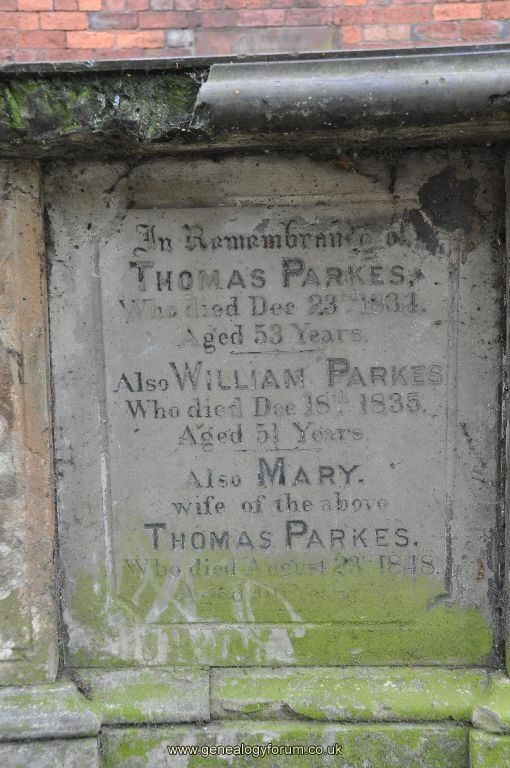 In Remembrance of
THOMAS PARKES,
Who died Dec 23rd 1834.
Aged 53 Years.
Also WILLIAM PARKES
Who died Dec 18th 1835.
Aged 51 Years.
Also MARY.
wife of the above
THOMAS PARKES.
Who died August 23rd 1848.
Aged Years
www.genealogyforum.co.uk